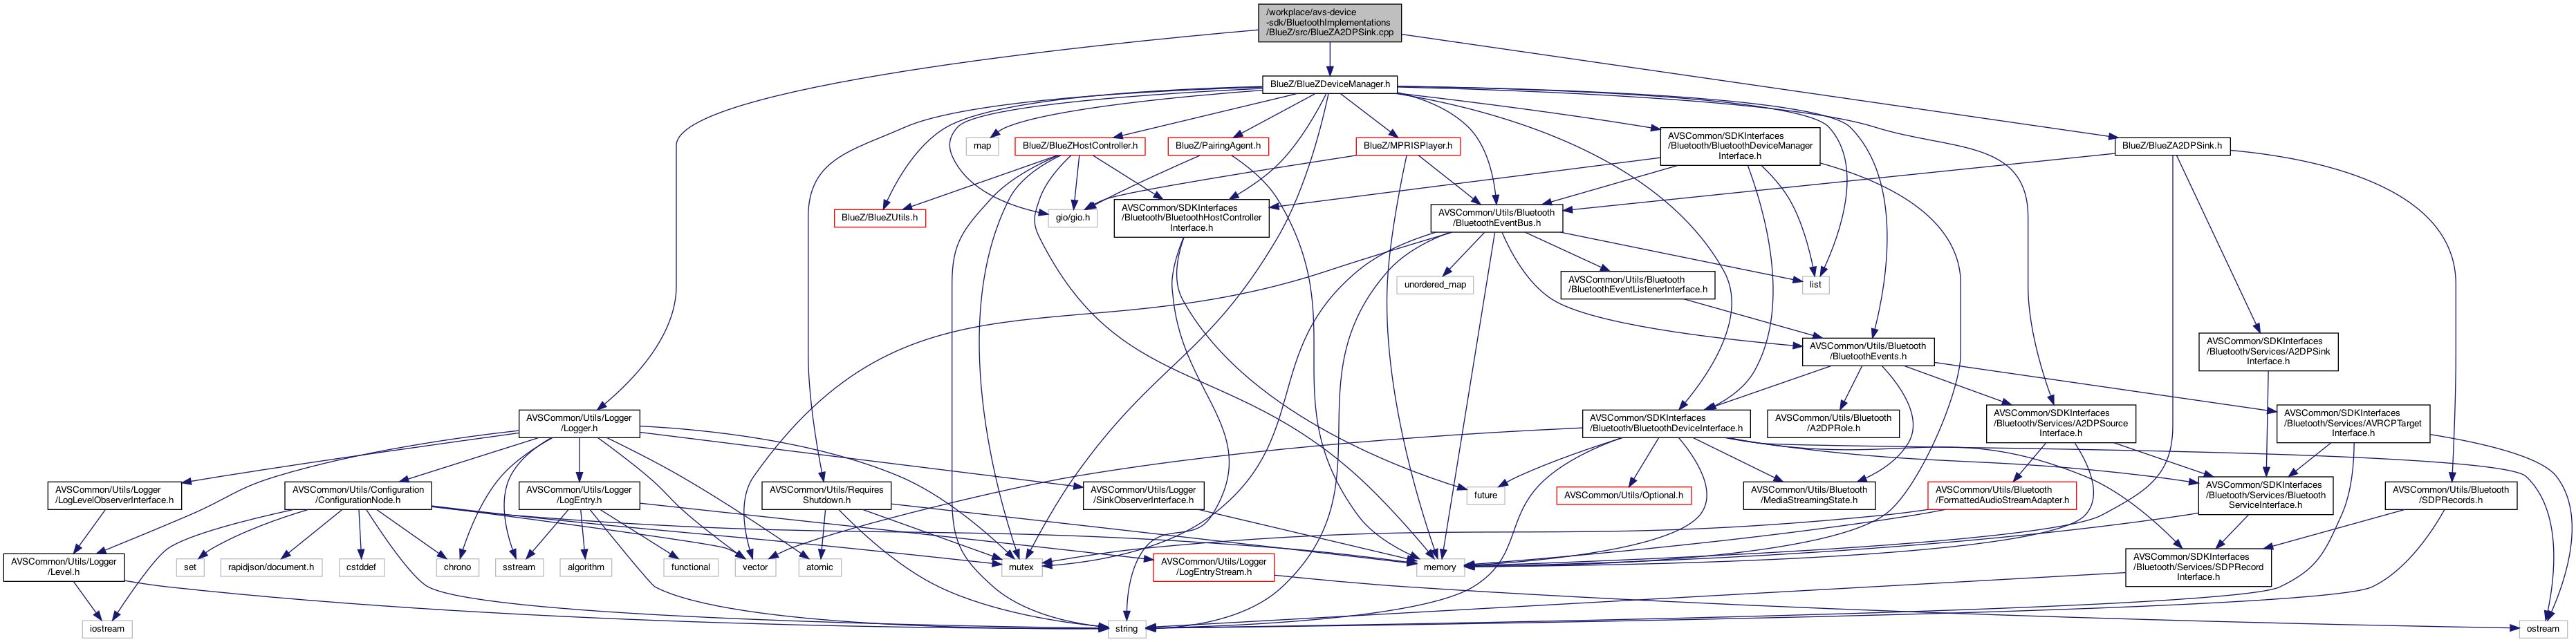 /workplace/avs-device
-sdk/BluetoothImplementations
/BlueZ/src/BlueZA2DPSink.cpp
BlueZ/BlueZDeviceManager.h
map
BlueZ/BlueZHostController.h
BlueZ/PairingAgent.h
BlueZ/MPRISPlayer.h
AVSCommon/SDKInterfaces
/Bluetooth/BluetoothDeviceManager
Interface.h
BlueZ/BlueZA2DPSink.h
BlueZ/BlueZUtils.h
gio/gio.h
AVSCommon/SDKInterfaces
/Bluetooth/BluetoothHostController
Interface.h
AVSCommon/Utils/Bluetooth
/BluetoothEventBus.h
unordered_map
AVSCommon/Utils/Bluetooth
/BluetoothEventListenerInterface.h
list
AVSCommon/Utils/Bluetooth
/BluetoothEvents.h
AVSCommon/SDKInterfaces
/Bluetooth/Services/A2DPSink
Interface.h
AVSCommon/Utils/Logger
/Logger.h
AVSCommon/SDKInterfaces
/Bluetooth/BluetoothDeviceInterface.h
AVSCommon/Utils/Bluetooth
/A2DPRole.h
AVSCommon/SDKInterfaces
/Bluetooth/Services/A2DPSource
Interface.h
AVSCommon/SDKInterfaces
/Bluetooth/Services/AVRCPTarget
Interface.h
AVSCommon/Utils/Logger
/LogLevelObserverInterface.h
AVSCommon/Utils/Configuration
/ConfigurationNode.h
AVSCommon/Utils/Logger
/LogEntry.h
AVSCommon/Utils/Requires
Shutdown.h
AVSCommon/Utils/Logger
/SinkObserverInterface.h
future
AVSCommon/Utils/Optional.h
AVSCommon/Utils/Bluetooth
/MediaStreamingState.h
AVSCommon/Utils/Bluetooth
/FormattedAudioStreamAdapter.h
AVSCommon/SDKInterfaces
/Bluetooth/Services/Bluetooth
ServiceInterface.h
AVSCommon/Utils/Bluetooth
/SDPRecords.h
AVSCommon/Utils/Logger
/Level.h
set
rapidjson/document.h
cstddef
chrono
sstream
algorithm
functional
vector
atomic
mutex
AVSCommon/Utils/Logger
/LogEntryStream.h
memory
AVSCommon/SDKInterfaces
/Bluetooth/Services/SDPRecord
Interface.h
iostream
string
ostream